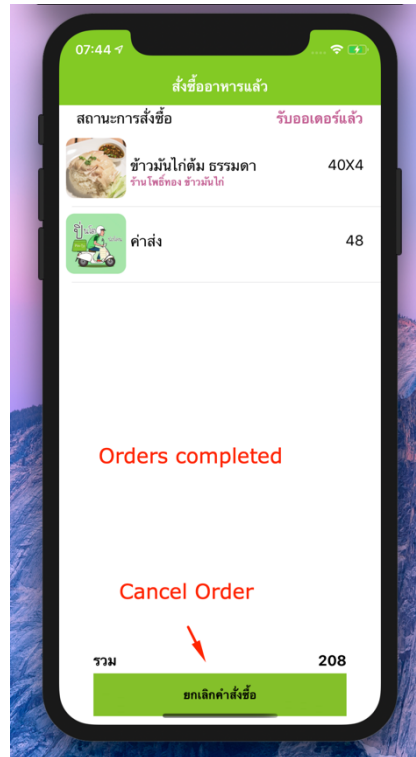 07:44
สั่งซื้ออาหารแล้ว
สถานะการสั่งซื้อ รับออเดอร์แล้ว
ข้าวมันไก่ต้ม ธรรมดา 40X4
ร้านโพธิ์ทอง ข้าวมันไก่
ค่าส่ง 48
Orders completed
Cancel Order
รวม 208
ยกเลิกคำสั่งซื้อ